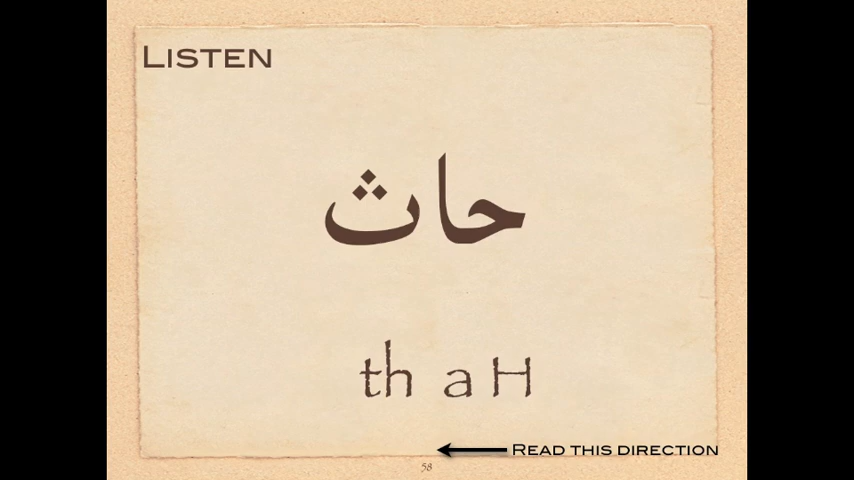 LISTEN
حاث
th a H
READ THIS DIRECTION
58